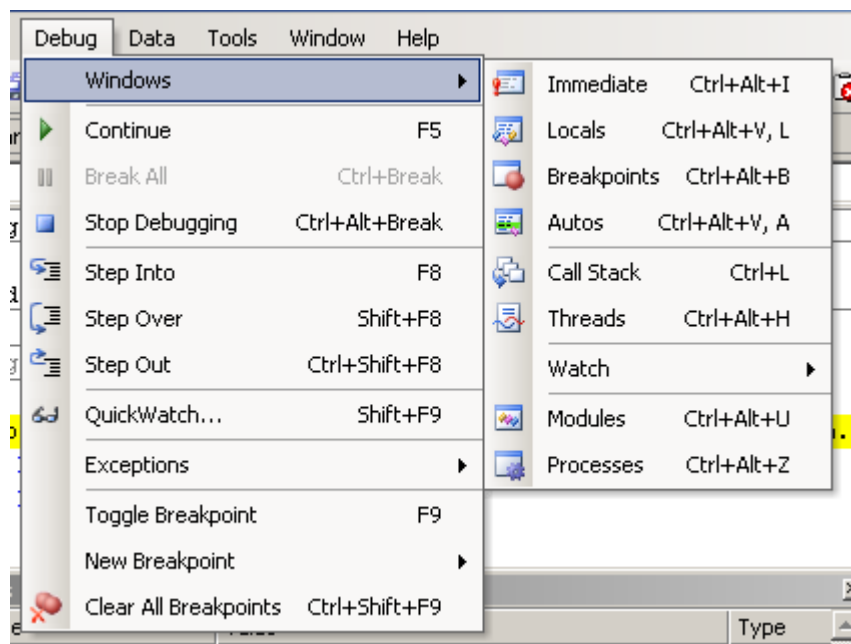 Debug Data Tools Window Help
Windows
Continue F5
Break All Ctrl+Break
Stop Debugging Ctrl+Alt+Break
Step Into F8
Step Over Shift+F8
Step Out Ctrl+Shift+F8
QuickWatch... Shift+F9
Exceptions
Toggle Breakpoint F9
New Breakpoint
Clear All Breakpoints Ctrl+Shift+F9
Immediate Ctrl+Alt+I
Locals Ctrl+Alt+V, L
Breakpoints Ctrl+Alt+B
Autos Ctrl+Alt+V, A
Call Stack Ctrl+L
Threads Ctrl+Alt+H
Watch
Modules Ctrl+Alt+U
Processes Ctrl+Alt+Z
Type